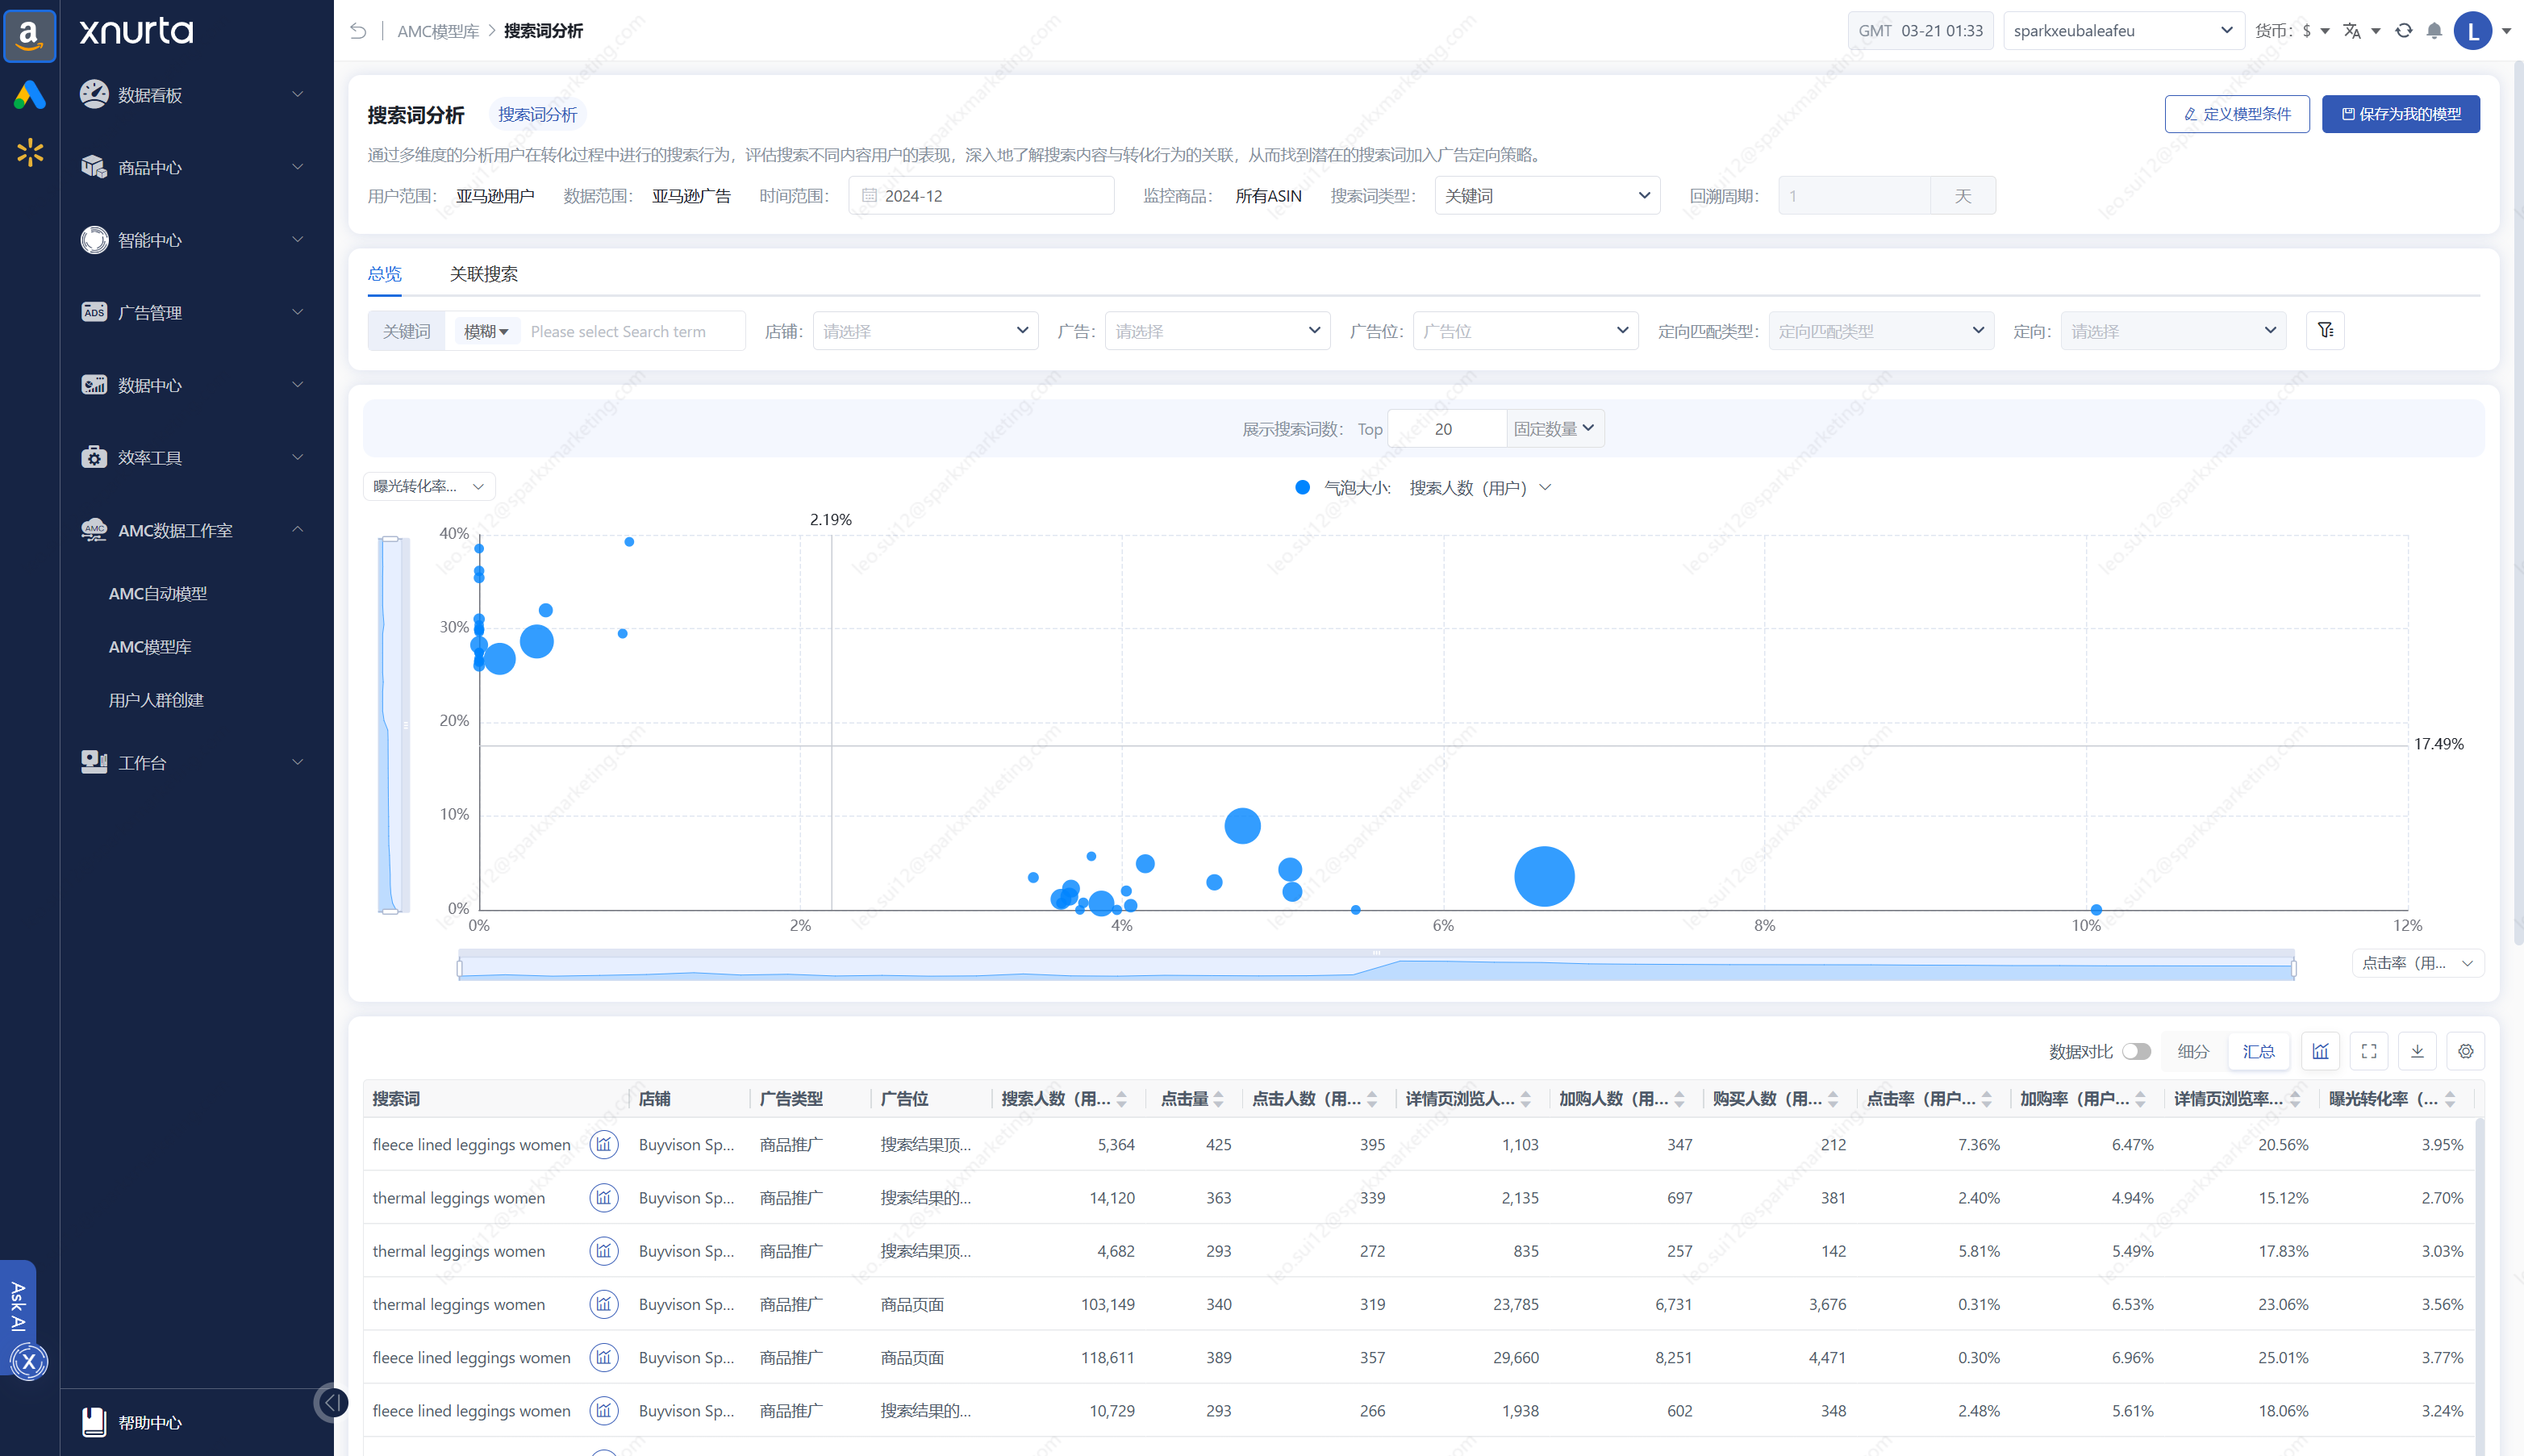 xnurta
数据看板
商品中心
智能中心
ADS 广告管理
数据中心
效率工具
AMC AMC数据工作室
AMC自动模型
AMC模型库
用户人群创建
工作台
Ask AI
X
帮助中心
AMC模型库 > 搜索词分析
GMT 03-21 01:33
sparkxeubaleafeu
货币: $
L
搜索词分析 搜索词分析
定义模型条件
保存为我的模型
通过多维度的分析用户在转化过程中进行的搜索行为，评估搜索不同内容用户的表现，深入地了解搜索内容与转化行为的关联，从而找到潜在的搜索词加入广告定向策略。
用户范围: 亚马逊用户 数据范围: 亚马逊广告 时间范围: 2024-12 监控商品: 所有ASIN 搜索词类型: 关键词 回溯周期: 1 天
总览 关联搜索
关键词 模糊 Please select Search term 店铺: 请选择 广告: 请选择 广告位: 广告位 定向匹配类型: 定向匹配类型 定向: 请选择
展示搜索词数: Top 20 固定数量
曝光转化率...
气泡大小: 搜索人数（用户）
2.19%
40%
30%
20%
17.49%
10%
0%
0% 2% 4% 6% 8% 10% 12%
点击率（用...
数据对比 细分 汇总
搜索词 店铺 广告类型 广告位 搜索人数（用... 点击量 点击人数（用... 详情页浏览人... 加购人数（用... 购买人数（用... 点击率（用户... 加购率（用户... 详情页浏览率... 曝光转化率（...
fleece lined leggings women Buyvison Sp... 商品推广 搜索结果顶... 5,364 425 395 1,103 347 212 7.36% 6.47% 20.56% 3.95%
thermal leggings women Buyvison Sp... 商品推广 搜索结果的... 14,120 363 339 2,135 697 381 2.40% 4.94% 15.12% 2.70%
thermal leggings women Buyvison Sp... 商品推广 搜索结果顶... 4,682 293 272 835 257 142 5.81% 5.49% 17.83% 3.03%
thermal leggings women Buyvison Sp... 商品推广 商品页面 103,149 340 319 23,785 6,731 3,676 0.31% 6.53% 23.06% 3.56%
fleece lined leggings women Buyvison Sp... 商品推广 商品页面 118,611 389 357 29,660 8,251 4,471 0.30% 6.96% 25.01% 3.77%
fleece lined leggings women Buyvison Sp... 商品推广 搜索结果的... 10,729 293 266 1,938 602 348 2.48% 5.61% 18.06% 3.24%
leo.sui12@sparkxmarketing.com